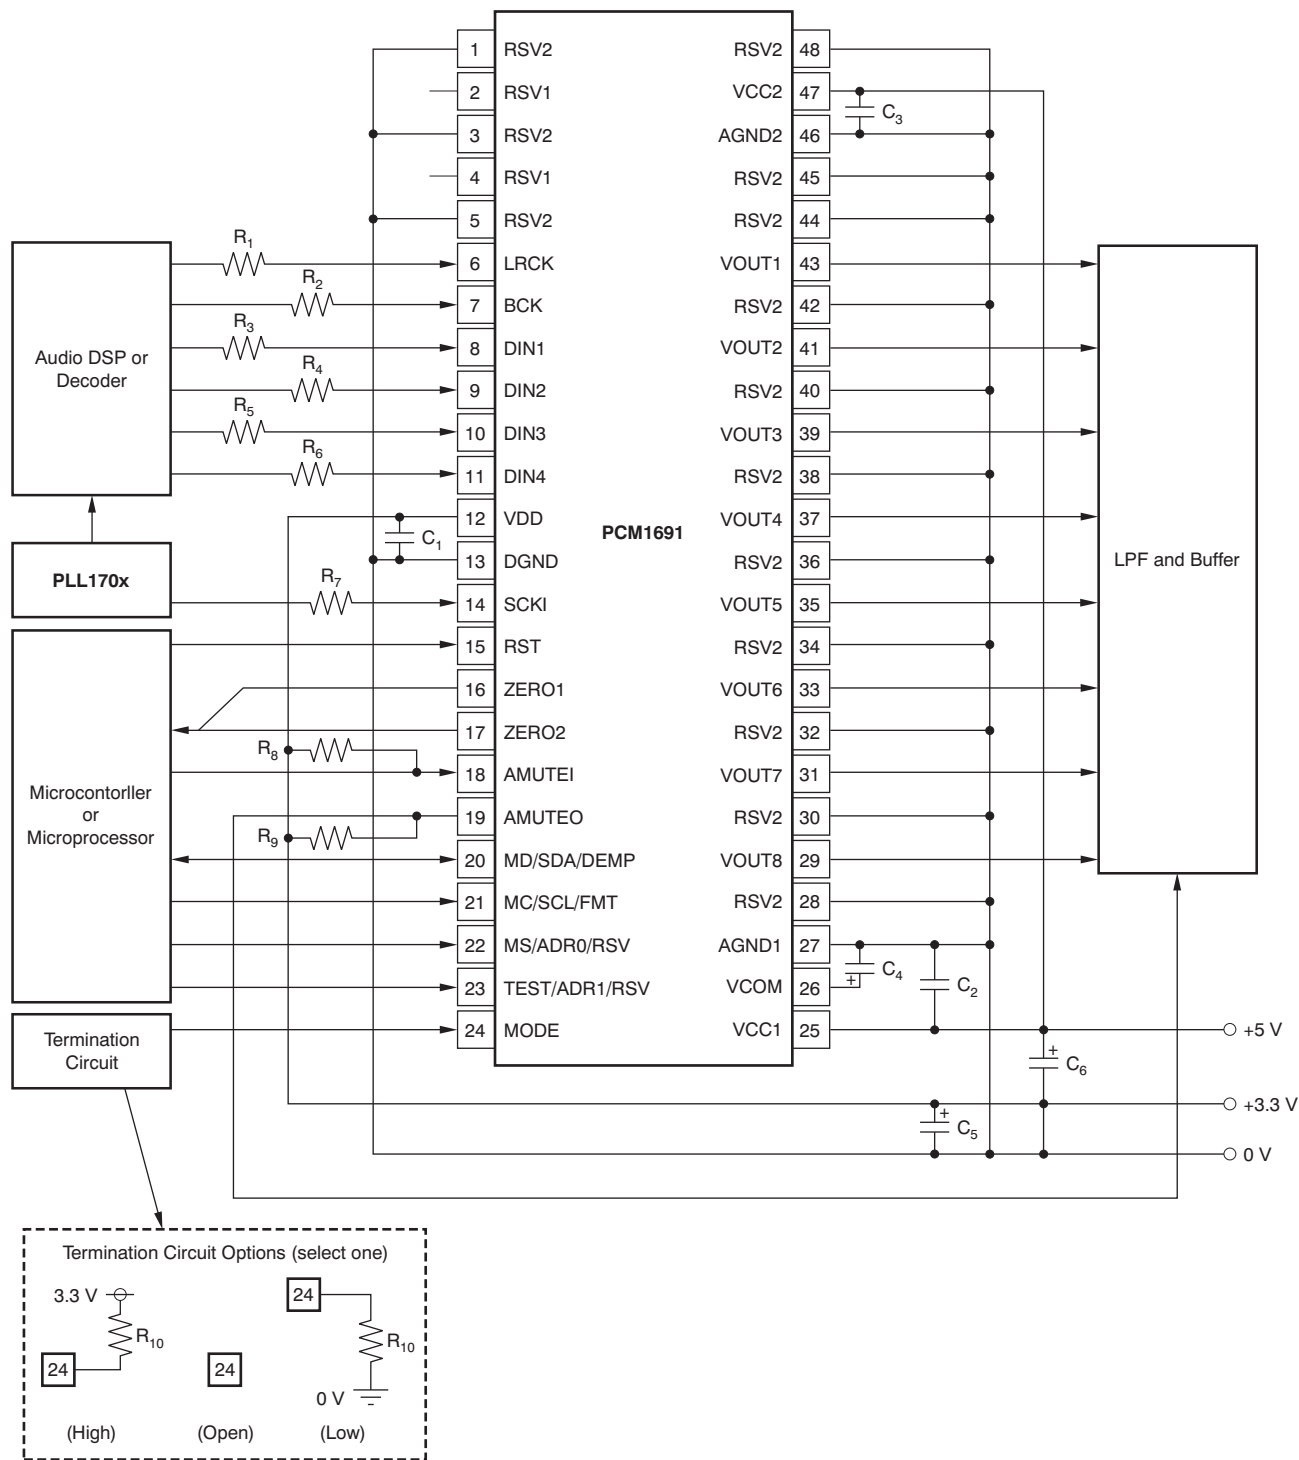 1 RSV2 RSV2 48
2 RSV1 VCC2 47
C3
3 RSV2 AGND2 46
4 RSV1 RSV2 45
5 RSV2 RSV2 44
R1
6 LRCK VOUT1 43
R2
7 BCK RSV2 42
R3
8 DIN1 VOUT2 41
Audio DSP or
Decoder
R4
9 DIN2 RSV2 40
R5
10 DIN3 VOUT3 39
R6
11 DIN4 RSV2 38
12 VDD VOUT4 37
PCM1691
C1
13 DGND RSV2 36
LPF and Buffer
PLL170x
R7
14 SCKI VOUT5 35
15 RST RSV2 34
16 ZERO1 VOUT6 33
17 ZERO2 RSV2 32
R8
18 AMUTEI VOUT7 31
Microcontorller
or
Microprocessor
19 AMUTEO RSV2 30
R9
20 MD/SDA/DEMP VOUT8 29
21 MC/SCL/FMT RSV2 28
22 MS/ADR0/RSV AGND1 27
C4
+
C2
23 TEST/ADR1/RSV VCOM 26
24 MODE VCC1 25
+5 V
Termination
Circuit
+
C6
+3.3 V
+
C5
0 V
Termination Circuit Options (select one)
3.3 V
R10
24
(High)
24
(Open)
24
R10
0 V
(Low)